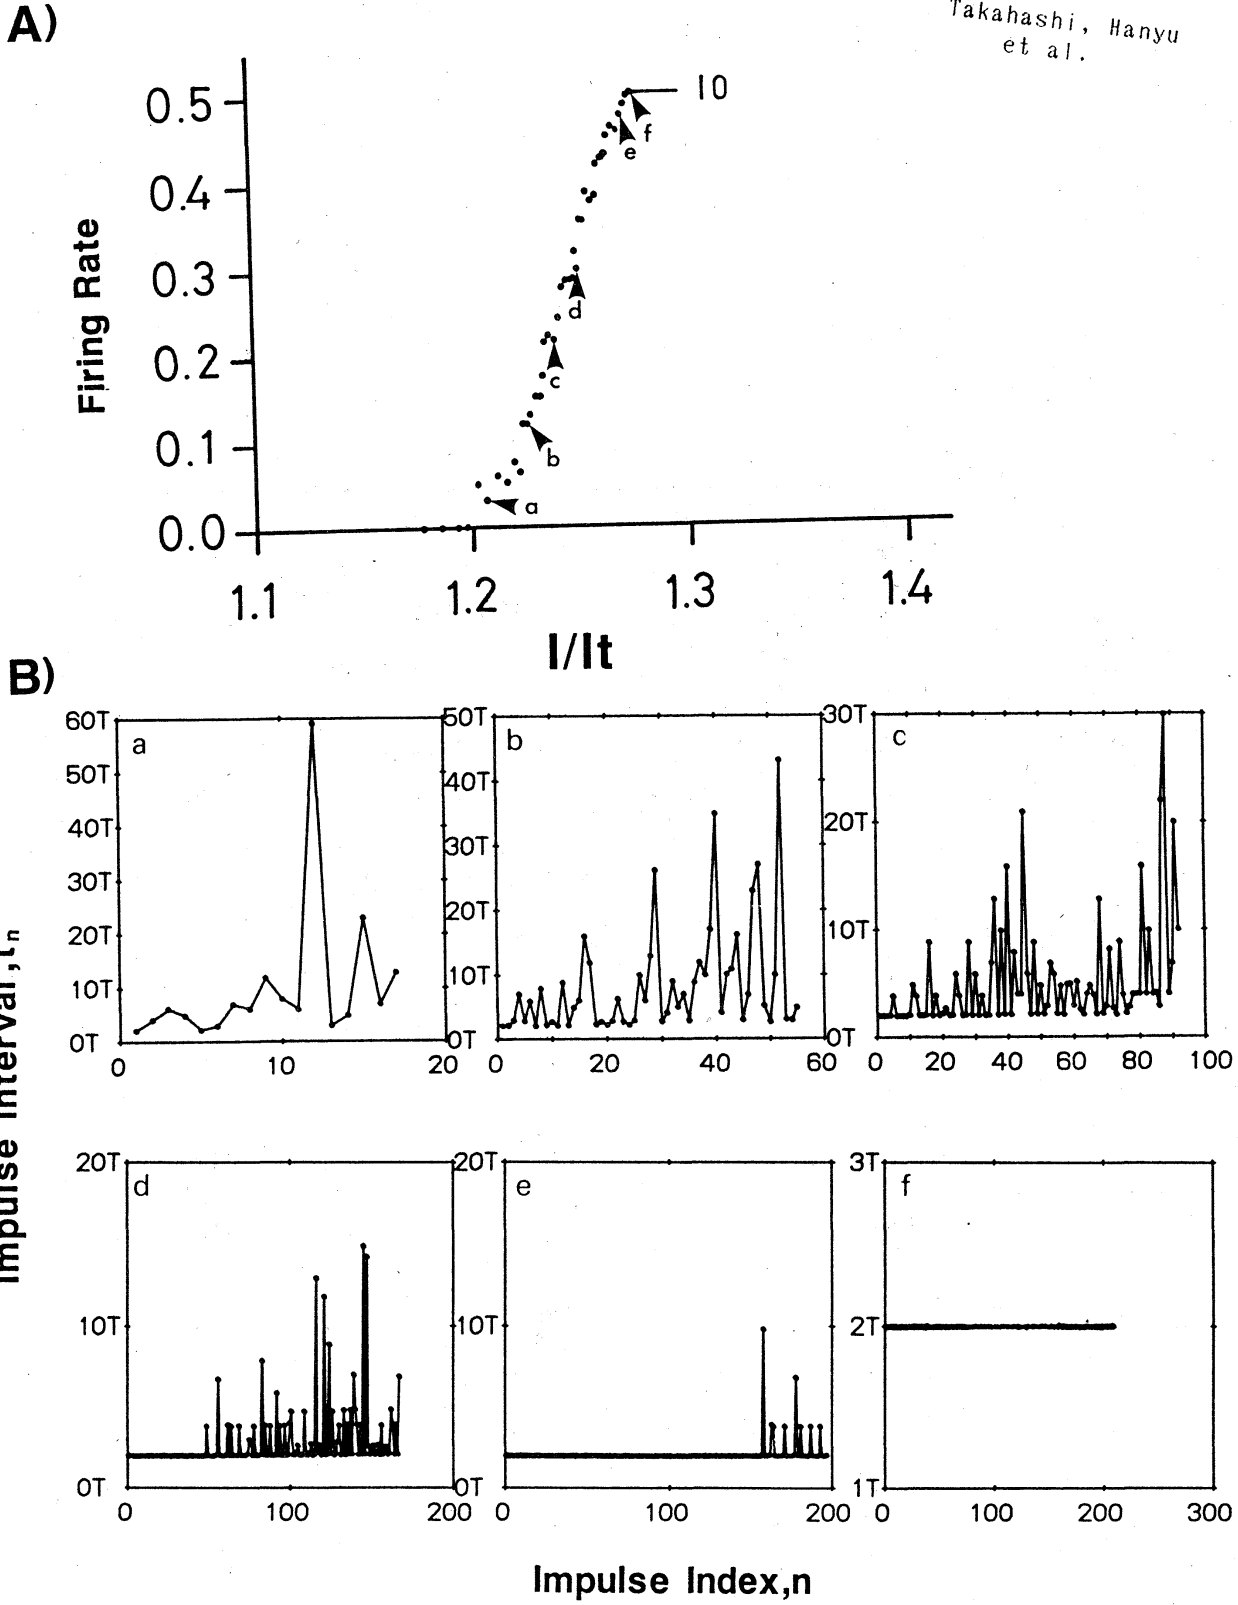 A)
Takahashi, Hanyu
et al.
0.5
0.4
0.3
0.2
0.1
0.0
Firing Rate
10
f
e
d
c
b
a
1.1
1.2
1.3
1.4
I/It
B)
Impulse Interval, tn
60T
50T
40T
30T
20T
10T
0T
a
0
10
20
50T
40T
30T
20T
10T
0T
b
0
20
40
60
30T
20T
10T
0T
c
0
20
40
60
80
100
20T
10T
0T
d
0
100
200
20T
10T
0T
e
0
100
200
3T
2T
1T
f
0
100
200
300
Impulse Index,n